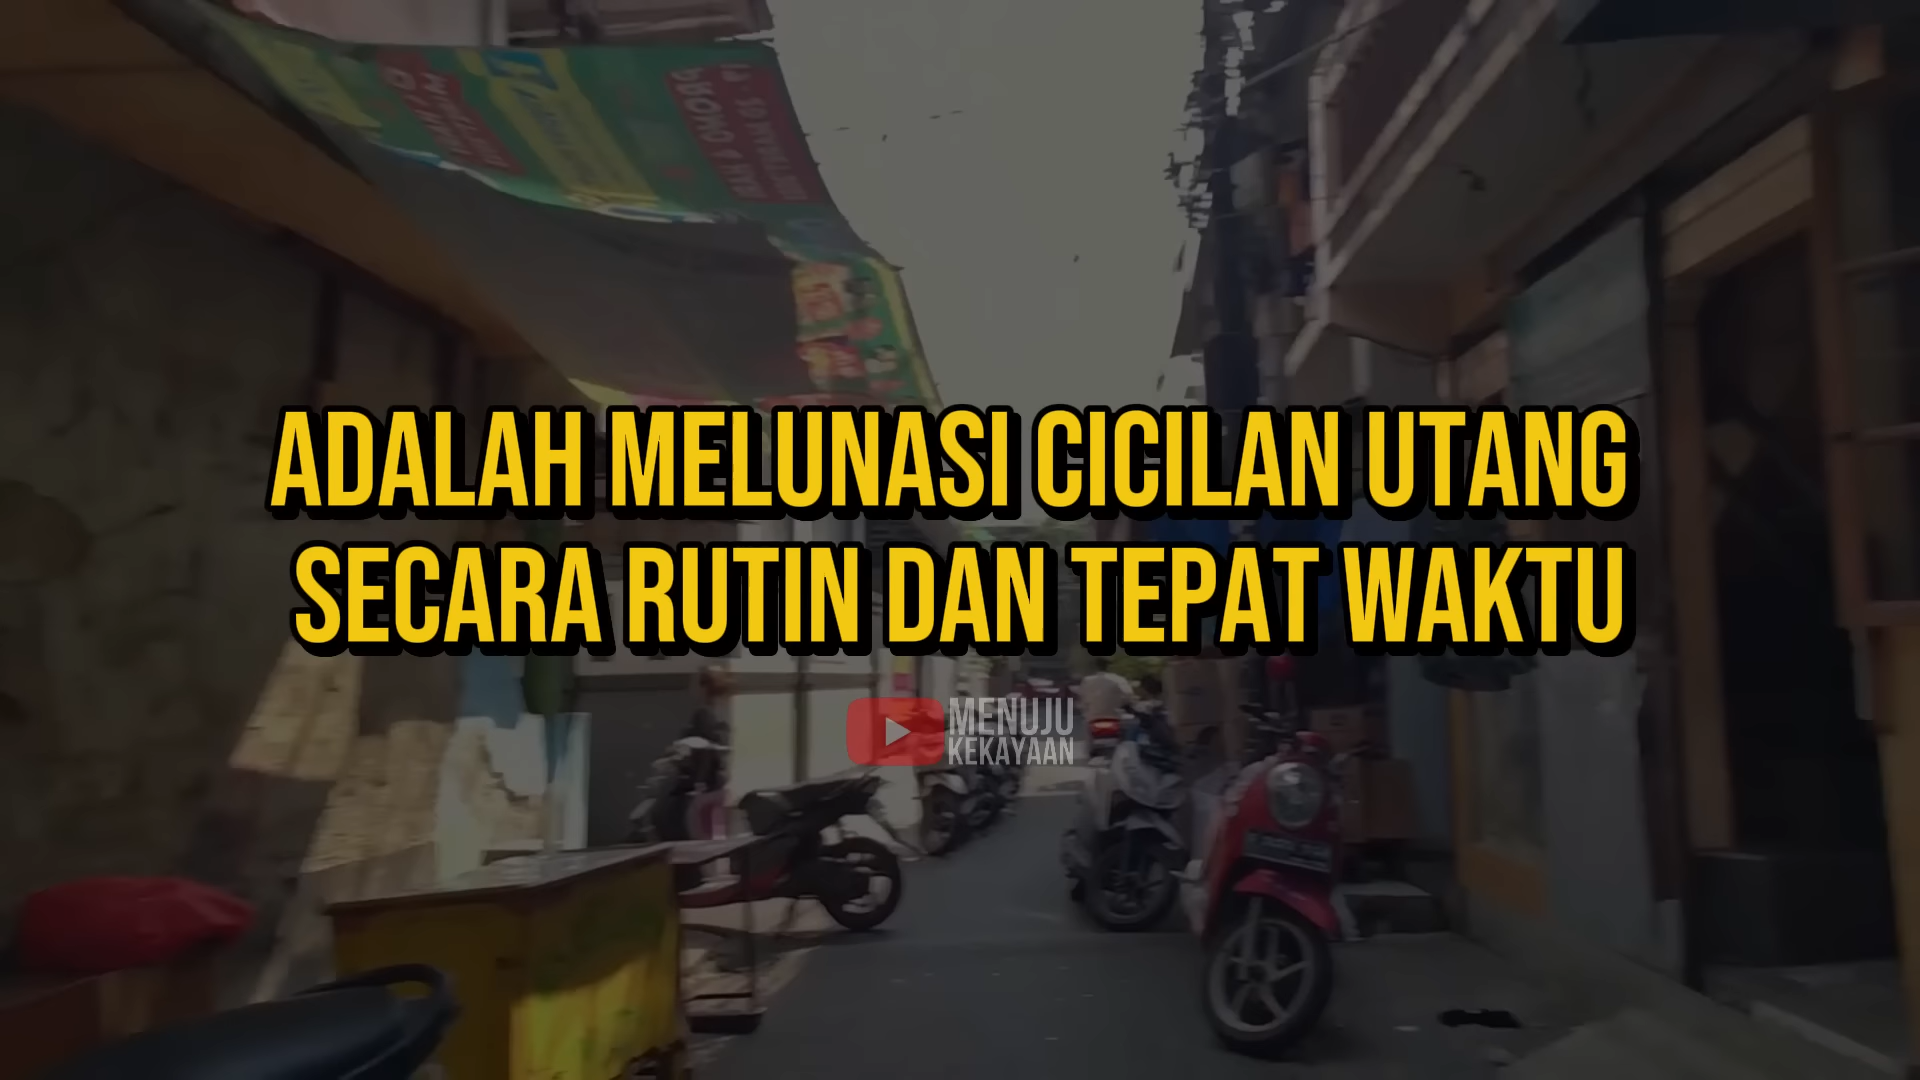 ADALAH MELUNASI CICILAN UTANG
SECARA RUTIN DAN TEPAT WAKTU
MENUJU
KEKAYAAN